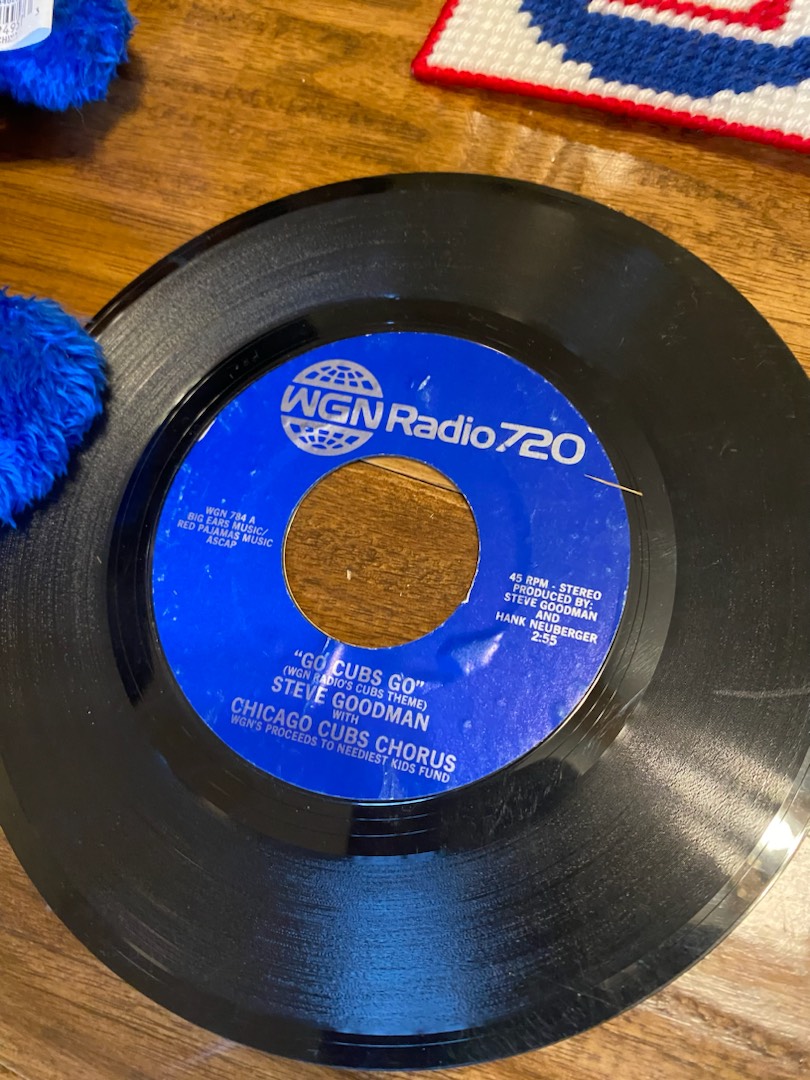 WGN Radio 720
WGN 784 A
BIG EARS MUSIC/
RED PAJAMAS MUSIC
ASCAP
45 RPM - STEREO
PRODUCED BY:
STEVE GOODMAN
AND
HANK NEUBERGER
2:55
"GO CUBS GO"
(WGN RADIO'S CUBS THEME)
STEVE GOODMAN
WITH
CHICAGO CUBS CHORUS
WGN'S PROCEEDS TO NEEDIEST KIDS FUND